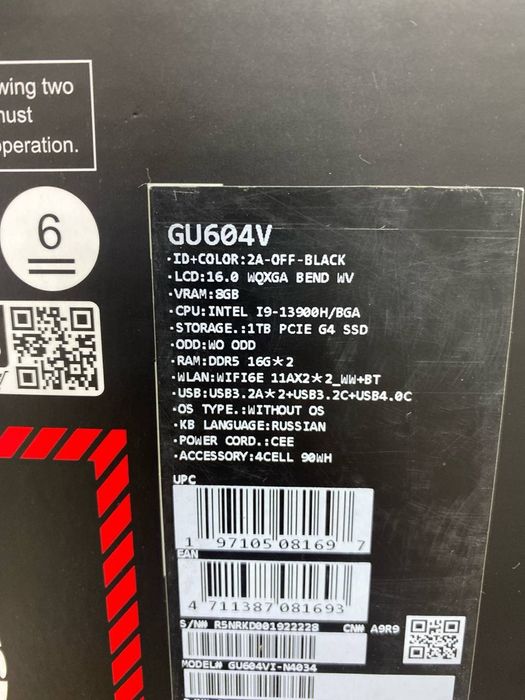 wing two
must
operation.
6
GU604V
·ID+COLOR:2A-OFF-BLACK
·LCD:16.0 WQXGA BEND WV
·VRAM:8GB
·CPU:INTEL I9-13900H/BGA
·STORAGE.:1TB PCIE G4 SSD
·ODD:WO ODD
·RAM:DDR5 16G*2
·WLAN:WIFI6E 11AX2*2_WW+BT
·USB:USB3.2A*2+USB3.2C+USB4.0C
·OS TYPE.:WITHOUT OS
·KB LANGUAGE:RUSSIAN
·POWER CORD.:CEE
·ACCESSORY:4CELL 90WH
UPC
1 97105 08169 7
EAN
4 711387 081693
S/N# R5NRKD001922228 CN# A9R9
MODEL# GU604VI-N4034